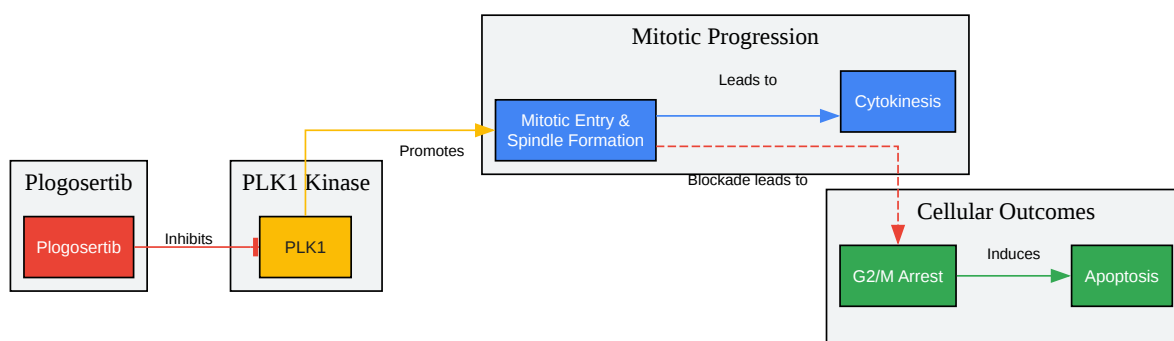 Mitotic Progression
Leads to
Cytokinesis
Mitotic Entry &
Spindle Formation
Promotes
Blockade leads to
Plogosertib
PLK1 Kinase
Plogosertib
Inhibits
PLK1
Cellular Outcomes
G2/M Arrest
Induces
Apoptosis